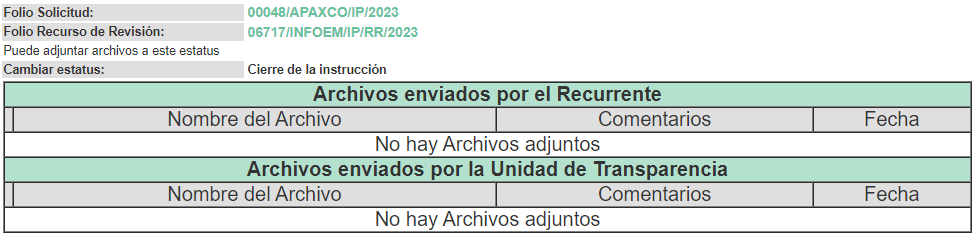 Folio Solicitud: 00048/APAXCO/IP/2023
Folio Recurso de Revisión: 06717/INFOEM/IP/RR/2023
Puede adjuntar archivos a este estatus
Cambiar estatus: Cierre de la instrucción
Archivos enviados por el Recurrente
Nombre del Archivo Comentarios Fecha
No hay Archivos adjuntos
Archivos enviados por la Unidad de Transparencia
Nombre del Archivo Comentarios Fecha
No hay Archivos adjuntos